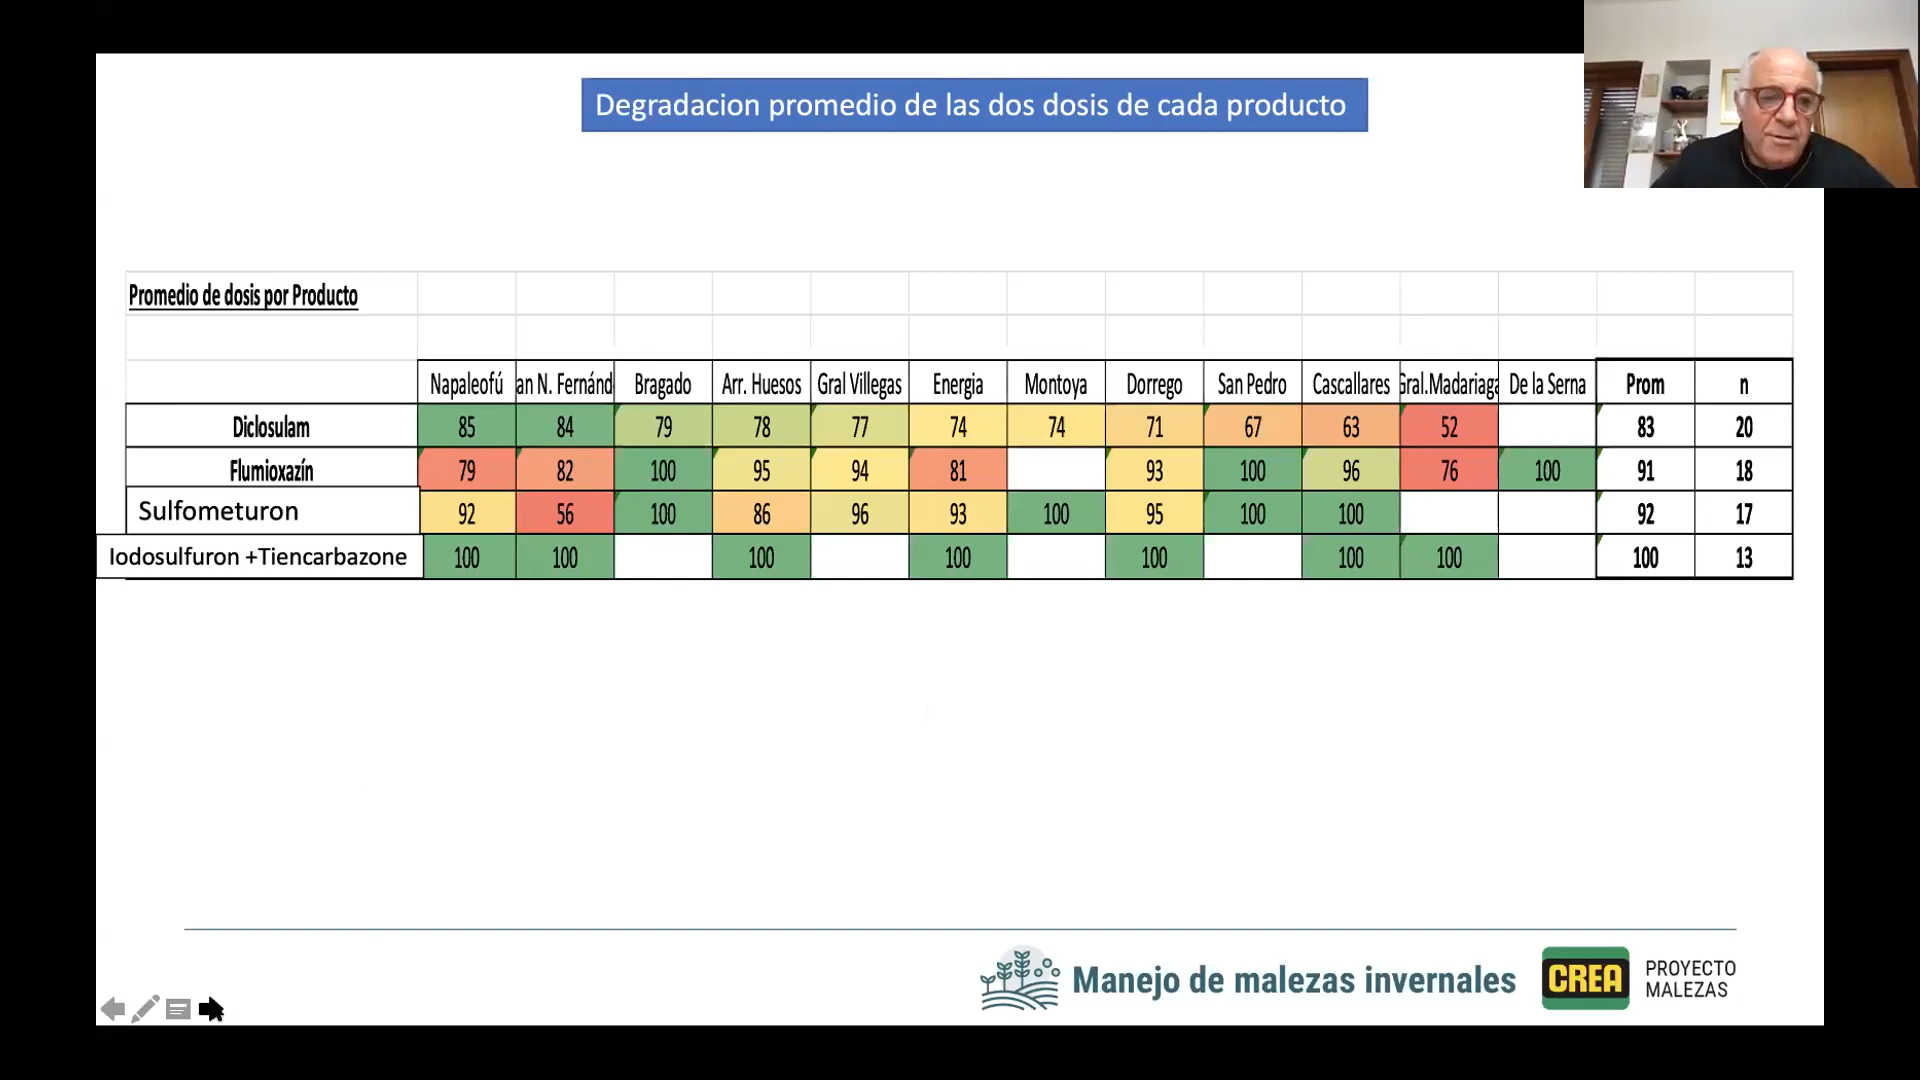 Degradacion promedio de las dos dosis de cada producto
Promedio de dosis por Producto
Napaleofú an N. Fernánd Bragado Arr. Huesos Gral Villegas Energia Montoya Dorrego San Pedro Cascallares Gral.Madariaga De la Serna Prom n
Diclosulam 85 84 79 78 77 74 74 71 67 63 52 83 20
Flumioxazín 79 82 100 95 94 81 93 100 96 76 100 91 18
Sulfometuron 92 56 100 86 96 93 100 95 100 100 92 17
Iodosulfuron +Tiencarbazone 100 100 100 100 100 100 100 100 13
Manejo de malezas invernales
CREA
PROYECTO
MALEZAS